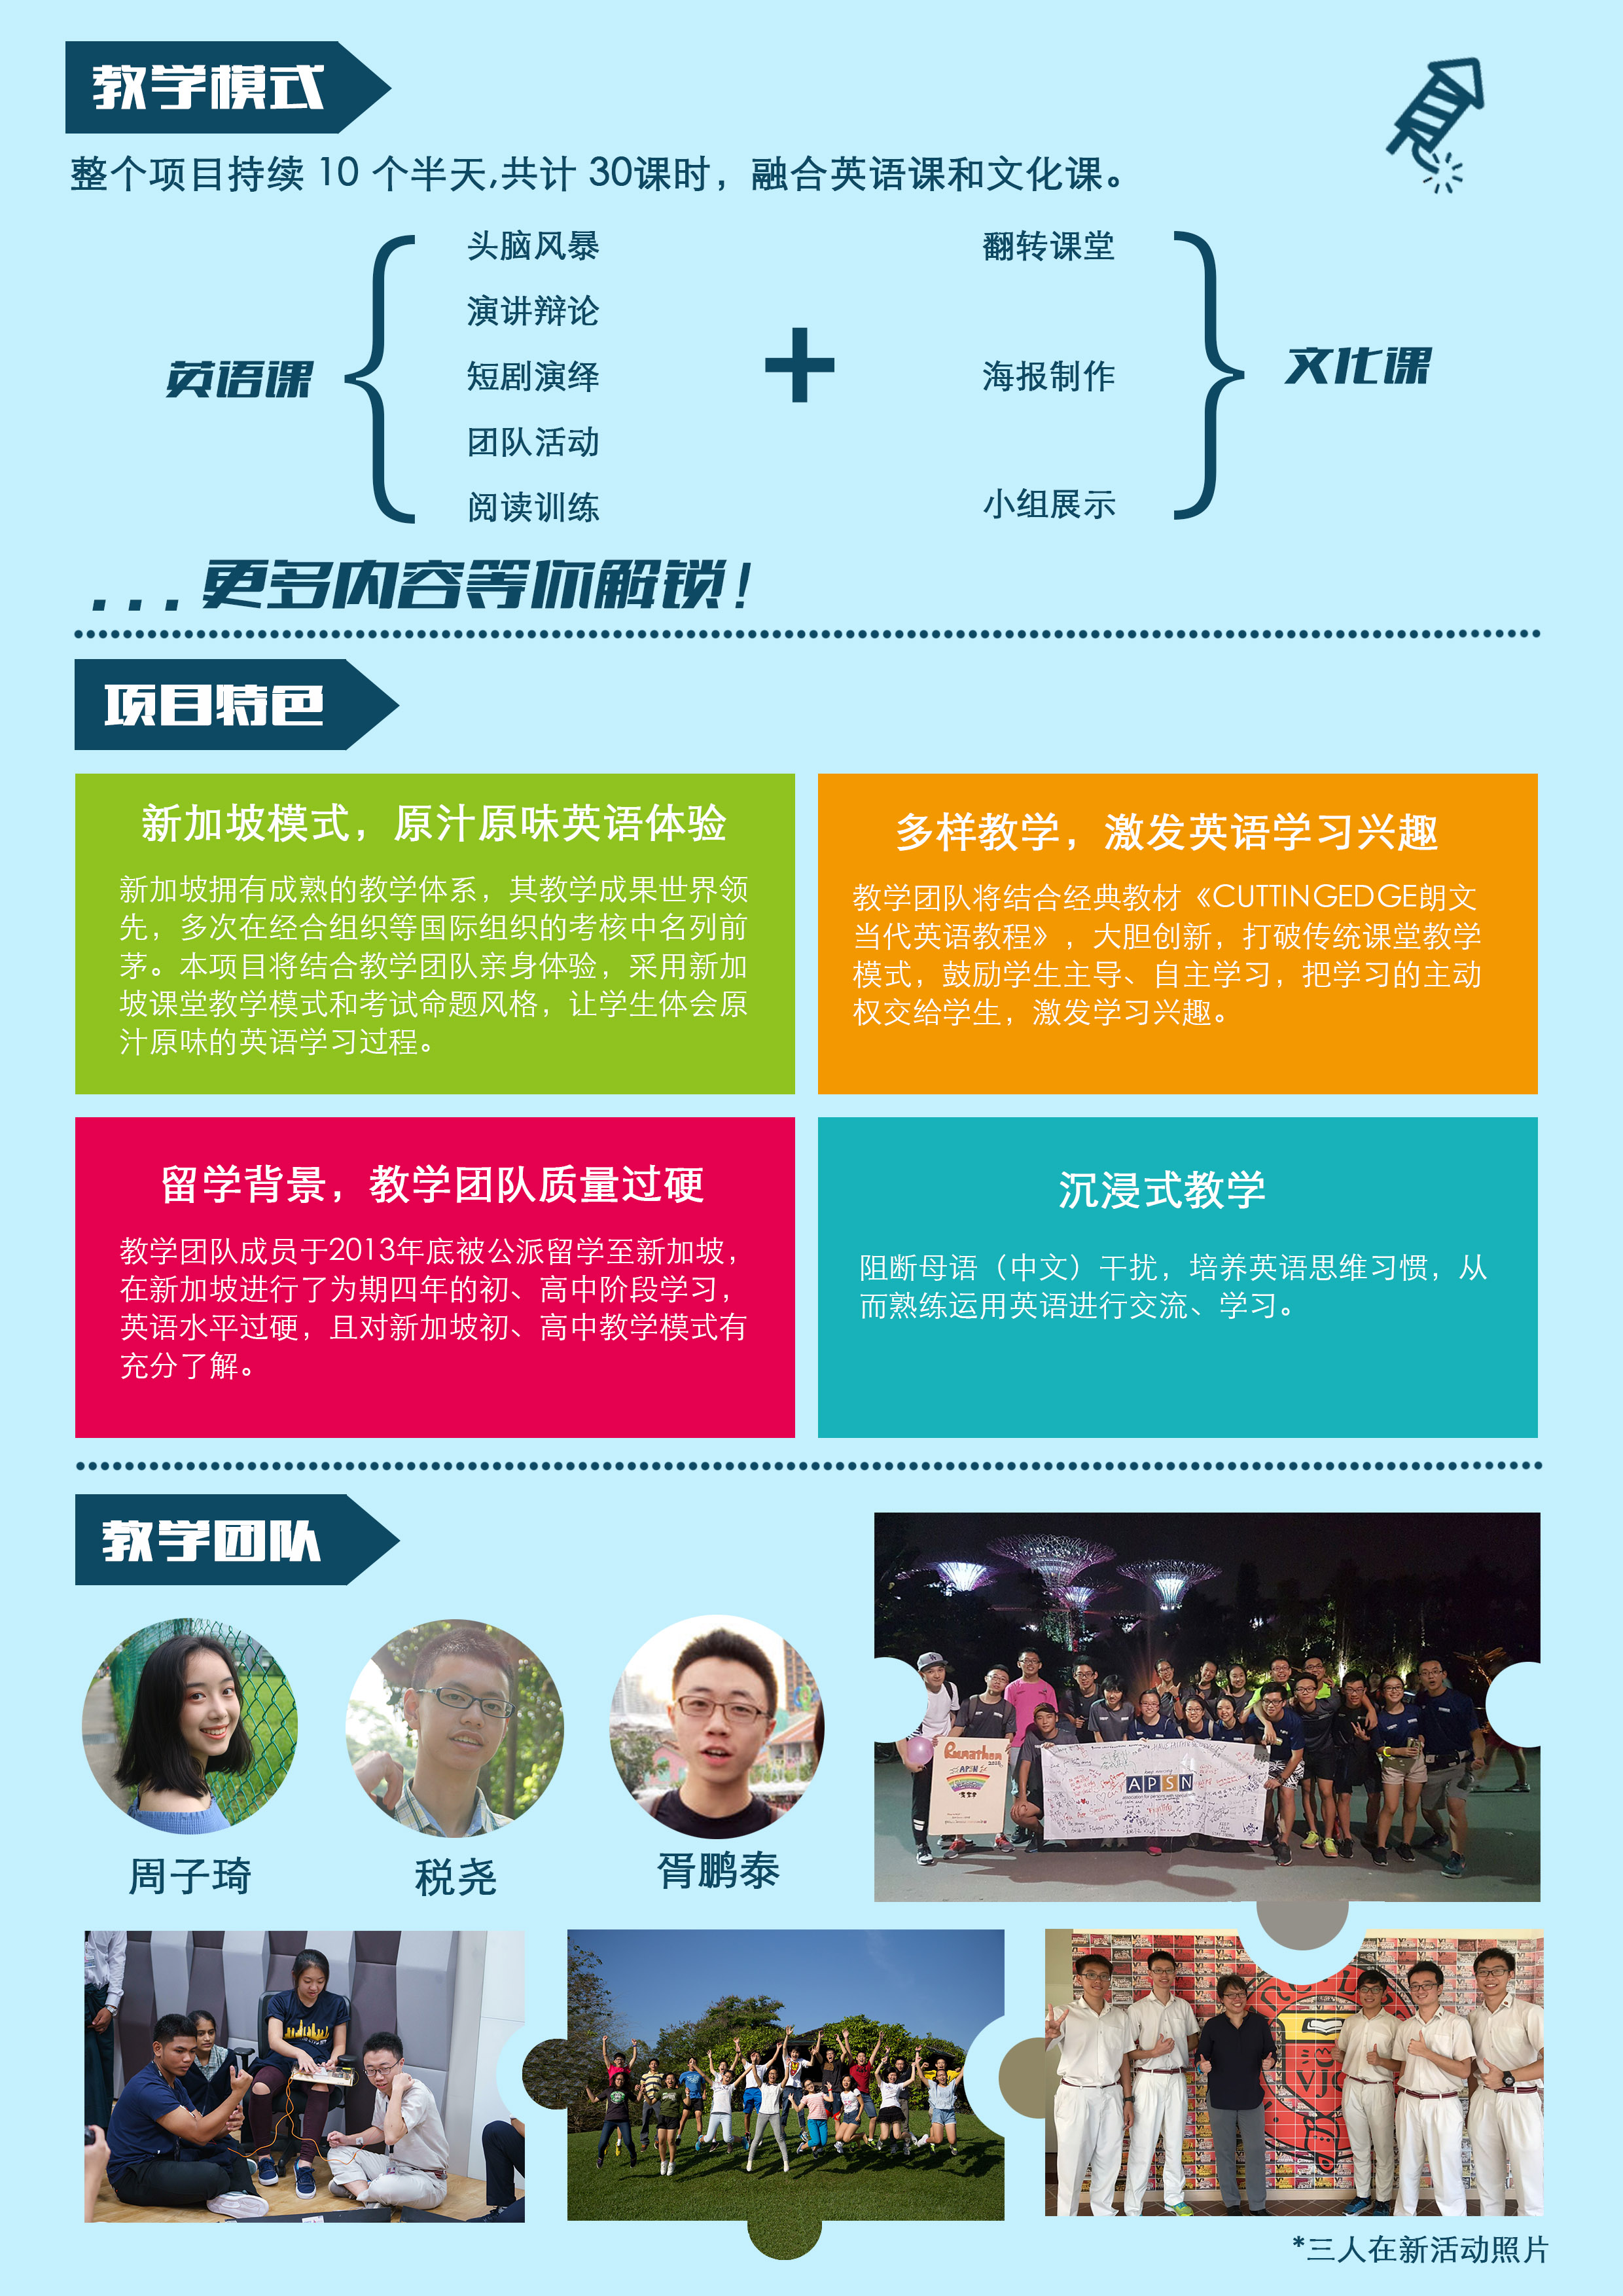 教学模式
整个项目持续 10 个半天,共计 30课时，融合英语课和文化课。
英语课
头脑风暴
演讲辩论
短剧演绎
团队活动
阅读训练
+
翻转课堂
海报制作
小组展示
文化课
...更多内容等你解锁！
项目特色
新加坡模式，原汁原味英语体验
新加坡拥有成熟的教学体系，其教学成果世界领
先，多次在经合组织等国际组织的考核中名列前
茅。本项目将结合教学团队亲身体验，采用新加
坡课堂教学模式和考试命题风格，让学生体会原
汁原味的英语学习过程。
多样教学，激发英语学习兴趣
教学团队将结合经典教材《CUTTINGEDGE朗文
当代英语教程》，大胆创新，打破传统课堂教学
模式，鼓励学生主导、自主学习，把学习的主动
权交给学生，激发学习兴趣。
留学背景，教学团队质量过硬
教学团队成员于2013年底被公派留学至新加坡，
在新加坡进行了为期四年的初、高中阶段学习，
英语水平过硬，且对新加坡初、高中教学模式有
充分了解。
沉浸式教学
阻断母语（中文）干扰，培养英语思维习惯，从
而熟练运用英语进行交流、学习。
教学团队
周子琦
税尧
胥鹏泰
Runathon
APSN
APSN
VJC
*三人在新活动照片